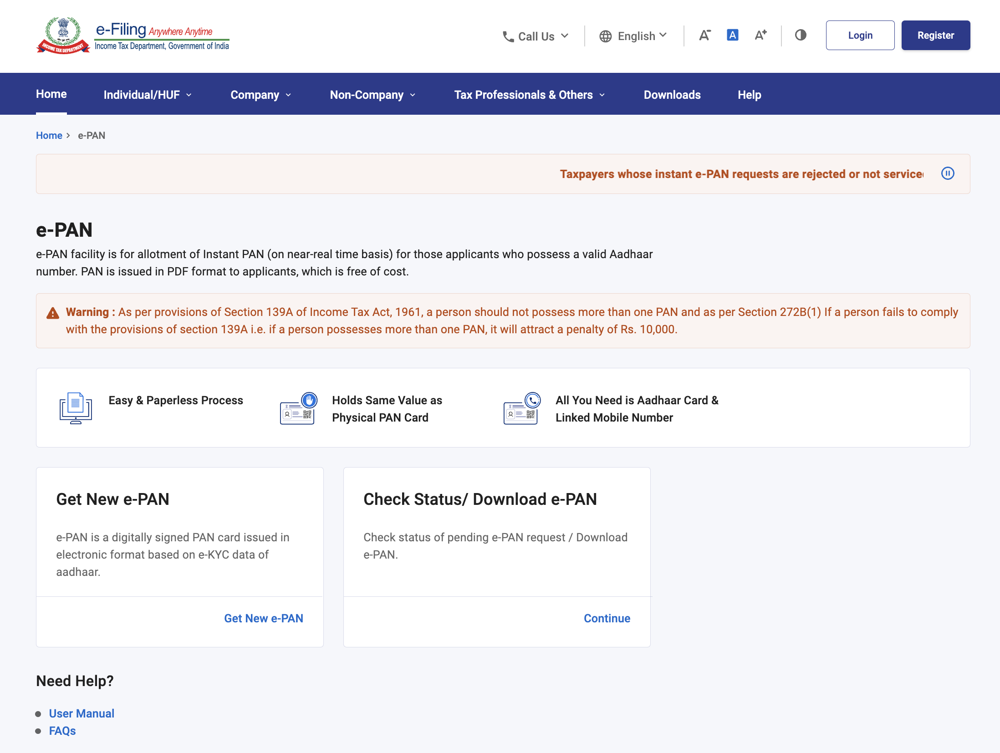 INCOME TAX DEPARTMENT
e-Filing Anywhere Anytime
Income Tax Department, Government of India
Call Us
English
A-
A
A+
Login
Register
Home
Individual/HUF
Company
Non-Company
Tax Professionals & Others
Downloads
Help
Home > e-PAN
Taxpayers whose instant e-PAN requests are rejected or not service
e-PAN
e-PAN facility is for allotment of Instant PAN (on near-real time basis) for those applicants who possess a valid Aadhaar
number. PAN is issued in PDF format to applicants, which is free of cost.
Warning : As per provisions of Section 139A of Income Tax Act, 1961, a person should not possess more than one PAN and as per Section 272B(1) If a person fails to comply
with the provisions of section 139A i.e. if a person possesses more than one PAN, it will attract a penalty of Rs. 10,000.
Easy & Paperless Process
Holds Same Value as
Physical PAN Card
All You Need is Aadhaar Card &
Linked Mobile Number
Get New e-PAN
e-PAN is a digitally signed PAN card issued in
electronic format based on e-KYC data of
aadhaar.
Get New e-PAN
Check Status/ Download e-PAN
Check status of pending e-PAN request / Download
e-PAN.
Continue
Need Help?
User Manual
FAQs